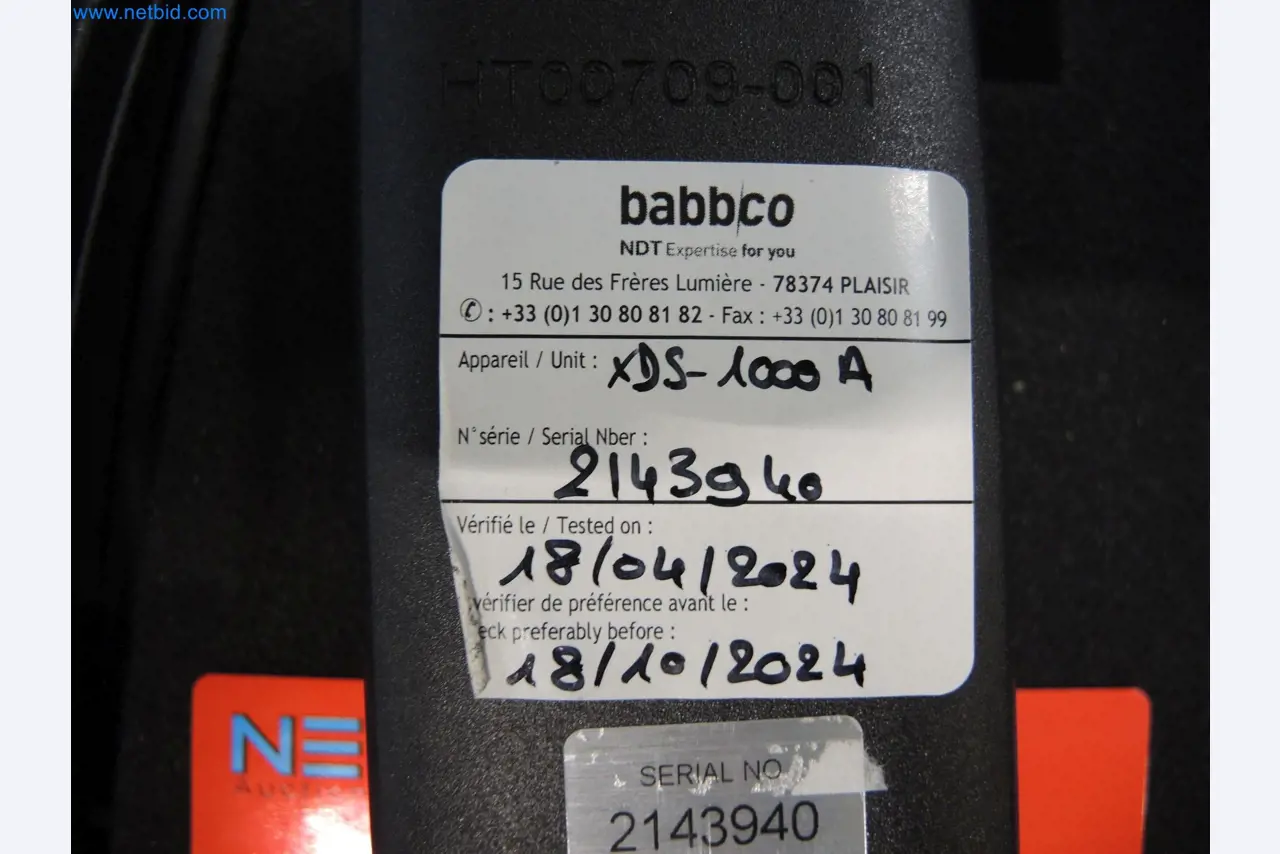 www.netbid.com
HT00709-001
babbco
NDT Expertise for you
15 Rue des Frères Lumière - 78374 PLAISIR
✆ : +33 (0)1 30 80 81 82 - Fax : +33 (0)1 30 80 81 99
Appareil / Unit : XDS-1000 A
N°série / Serial Nber :
2143940
Vérifié le / Tested on :
18/04/2024
vérifier de préférence avant le :
eck preferably before :
18/10/2024
NE
SERIAL NO
2143940